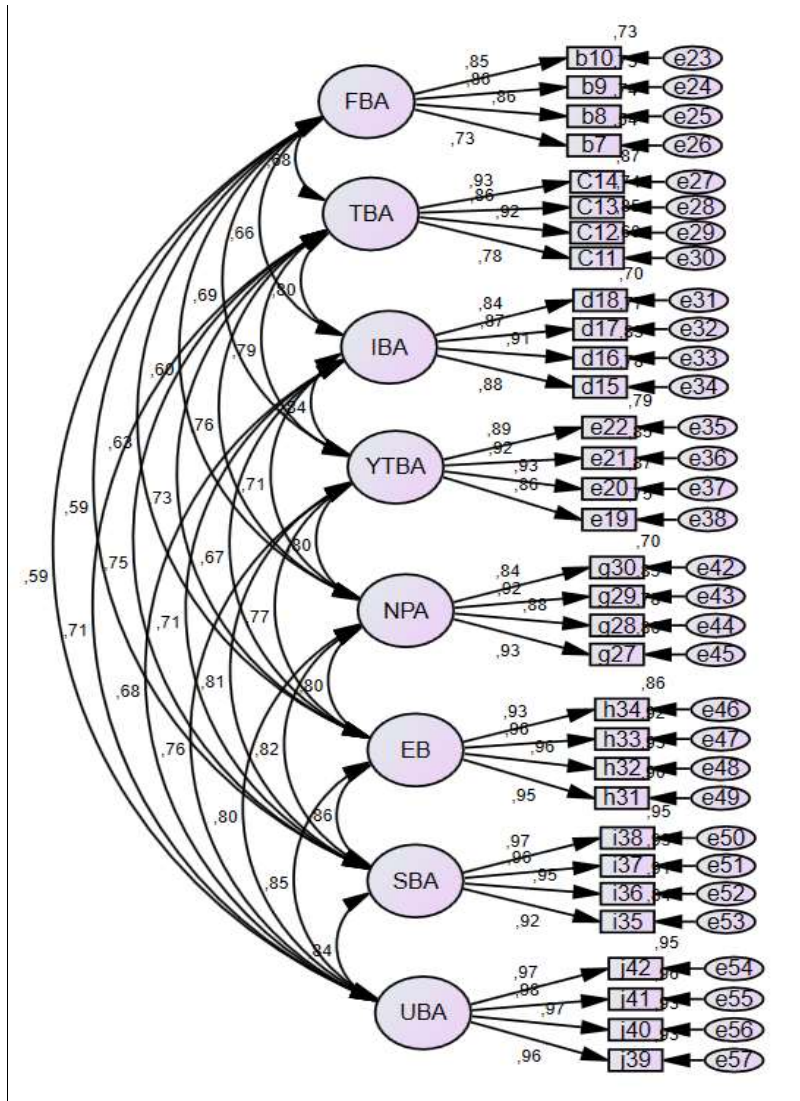 ,73
,85
b10
e23
,86
b9
e24
FBA
,86
b8
e25
,73
b7
e26
,87
,68
,93
C14
e27
,86
C13
e28
TBA
,92
C12
e29
,66
,78
C11
e30
,70
,69
,80
,84
d18
e31
,87
d17
e32
IBA
,91
d16
e33
,79
,60
,88
d15
e34
,79
,84
,76
,89
e22
e35
,63
,92
e21
e36
YTBA
,93
e20
e37
,71
,86
e19
e38
,59
,73
,70
,80
,67
,84
g30
e42
,59
,75
,92
g29
e43
NPA
,88
g28
e44
,77
,71
,71
,93
g27
e45
,86
,81
,80
,68
,93
h34
e46
,96
h33
e47
,76
,82
EB
,96
h32
e48
,95
h31
e49
,95
,80
,86
,97
i38
e50
,96
i37
e51
,85
SBA
,95
i36
e52
,92
i35
e53
,95
,84
,97
j42
e54
,98
j41
e55
UBA
,97
j40
e56
,96
j39
e57